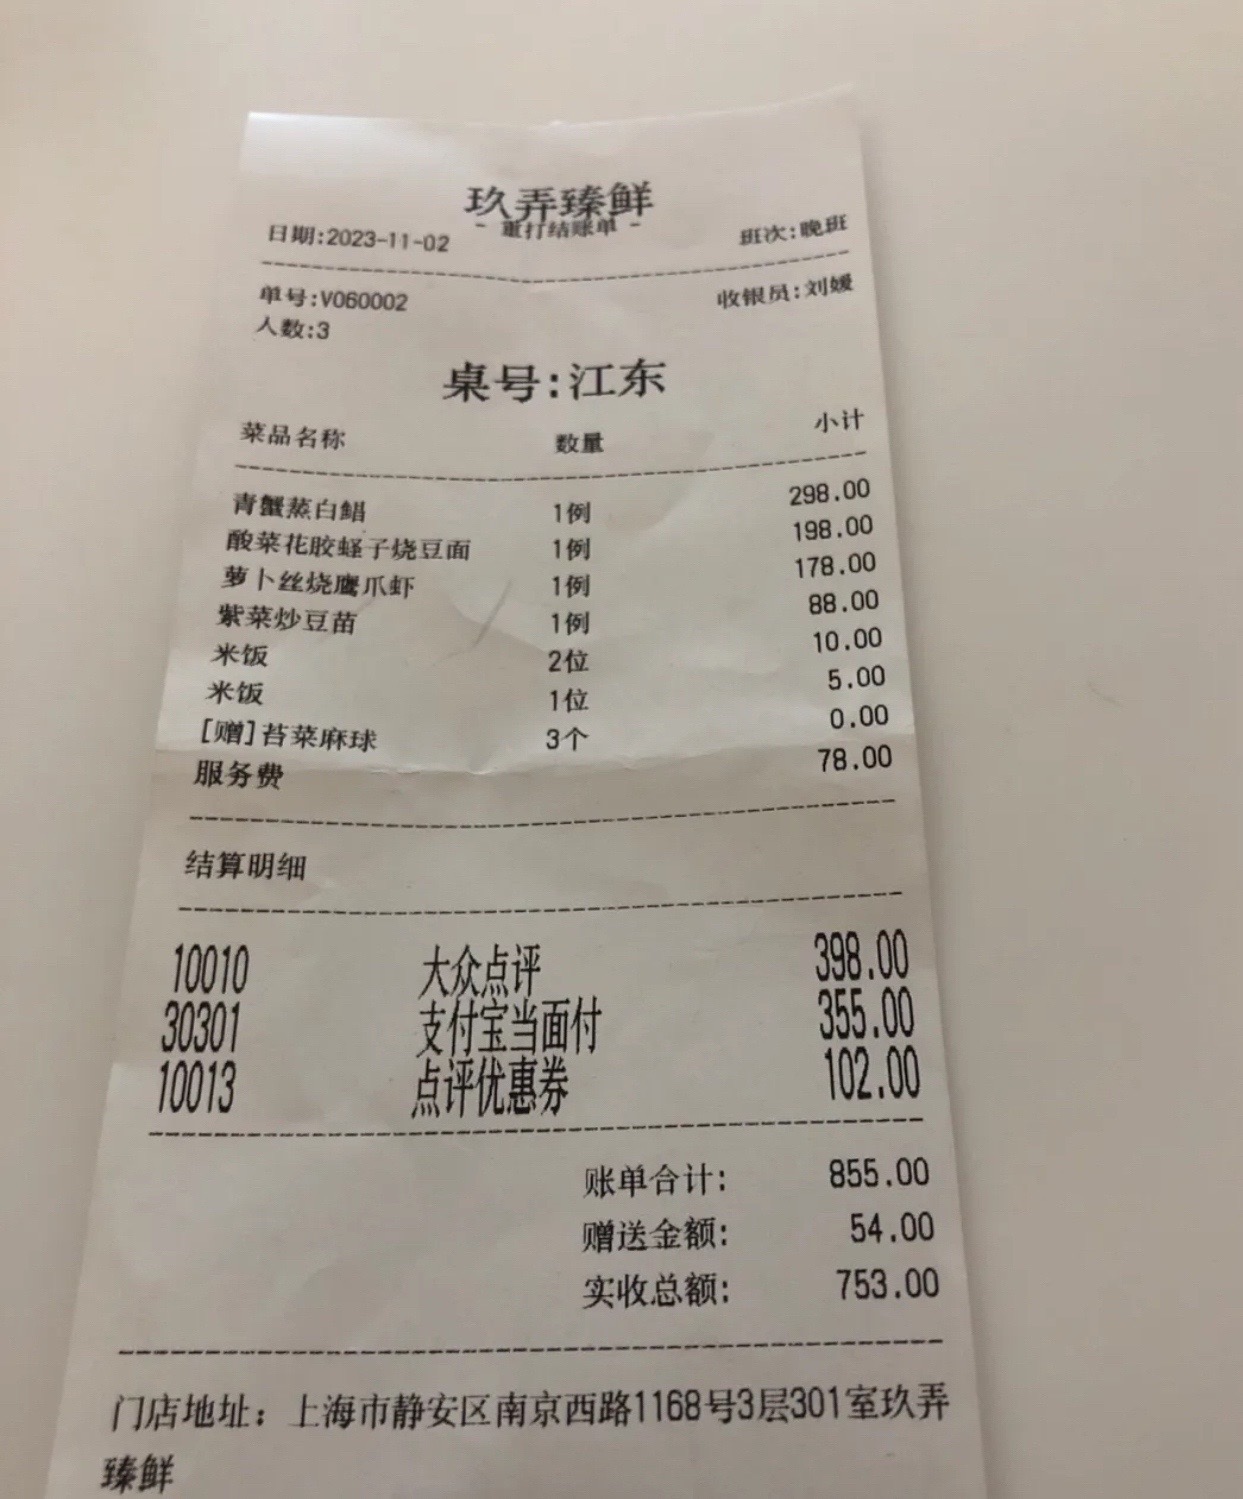 玖弄臻鲜
- 重打结账单 -
日期:2023-11-02 班次:晚班
单号:V060002 收银员:刘媛
人数:3
桌号:江东
菜品名称 数量 小计
青蟹蒸白鲳 1例 298.00
酸菜花胶蛏子烧豆面 1例 198.00
萝卜丝烧鹰爪虾 1例 178.00
紫菜炒豆苗 1例 88.00
米饭 2位 10.00
米饭 1位 5.00
[赠]苔菜麻球 3个 0.00
服务费 78.00
结算明细
10010 大众点评 398.00
30301 支付宝当面付 355.00
10013 点评优惠券 102.00
账单合计: 855.00
赠送金额: 54.00
实收总额: 753.00
门店地址：上海市静安区南京西路1168号3层301室玖弄
臻鲜